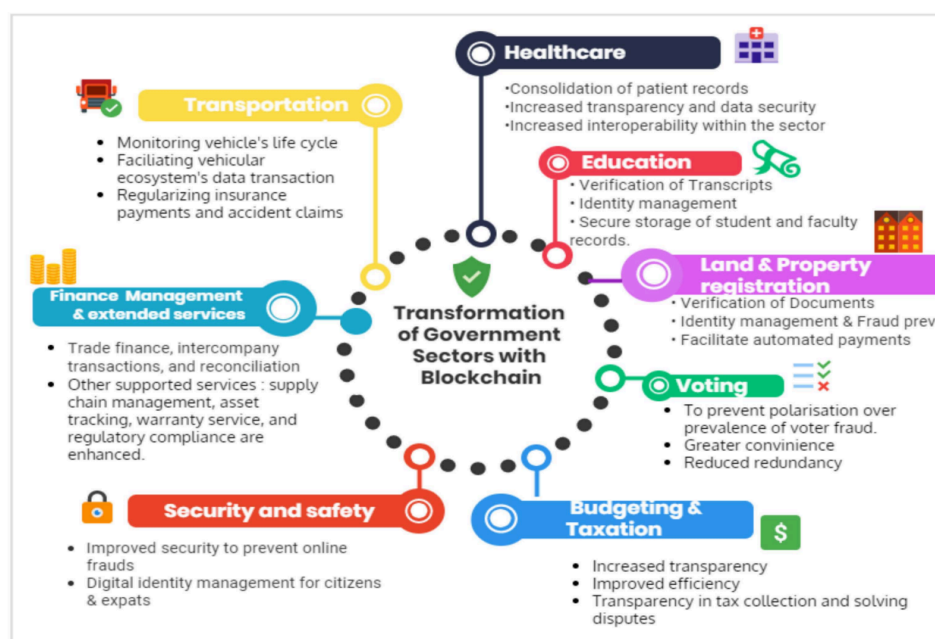 Healthcare
•Consolidation of patient records
•Increased transparency and data security
•Increased interoperability within the sector
Transportation
• Monitoring vehicle's life cycle
• Faciliating vehicular
ecosystem's data transaction
• Regularizing insurance
payments and accident claims
Education
• Verification of Transcripts
• Identity management
• Secure storage of student and faculty
records.
Land & Property
registration
• Verification of Documents
• Identity management & Fraud prev
• Facilitate automated payments
Finance Management
& extended services
• Trade finance, intercompany
transactions, and reconciliation
• Other supported services : supply
chain management, asset
tracking, warranty service, and
regulatory compliance are
enhanced.
Transformation
of Government
Sectors with
Blockchain
Voting
• To prevent polarisation over
prevalence of voter fraud.
• Greater convinience
• Reduced redundancy
Security and safety
• Improved security to prevent online
frauds
• Digital identity management for citizens
& expats
Budgeting &
Taxation
$
• Increased transparency
• Improved efficiency
• Transparency in tax collection and solving
disputes